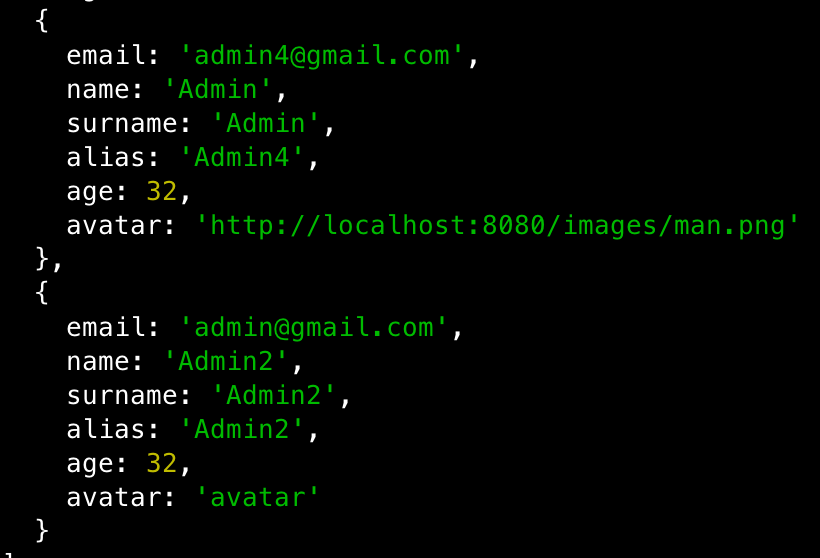 {
email: 'admin4@gmail.com',
name: 'Admin',
surname: 'Admin',
alias: 'Admin4',
age: 32,
avatar: 'http://localhost:8080/images/man.png'
},
{
email: 'admin@gmail.com',
name: 'Admin2',
surname: 'Admin2',
alias: 'Admin2',
age: 32,
avatar: 'avatar'
}